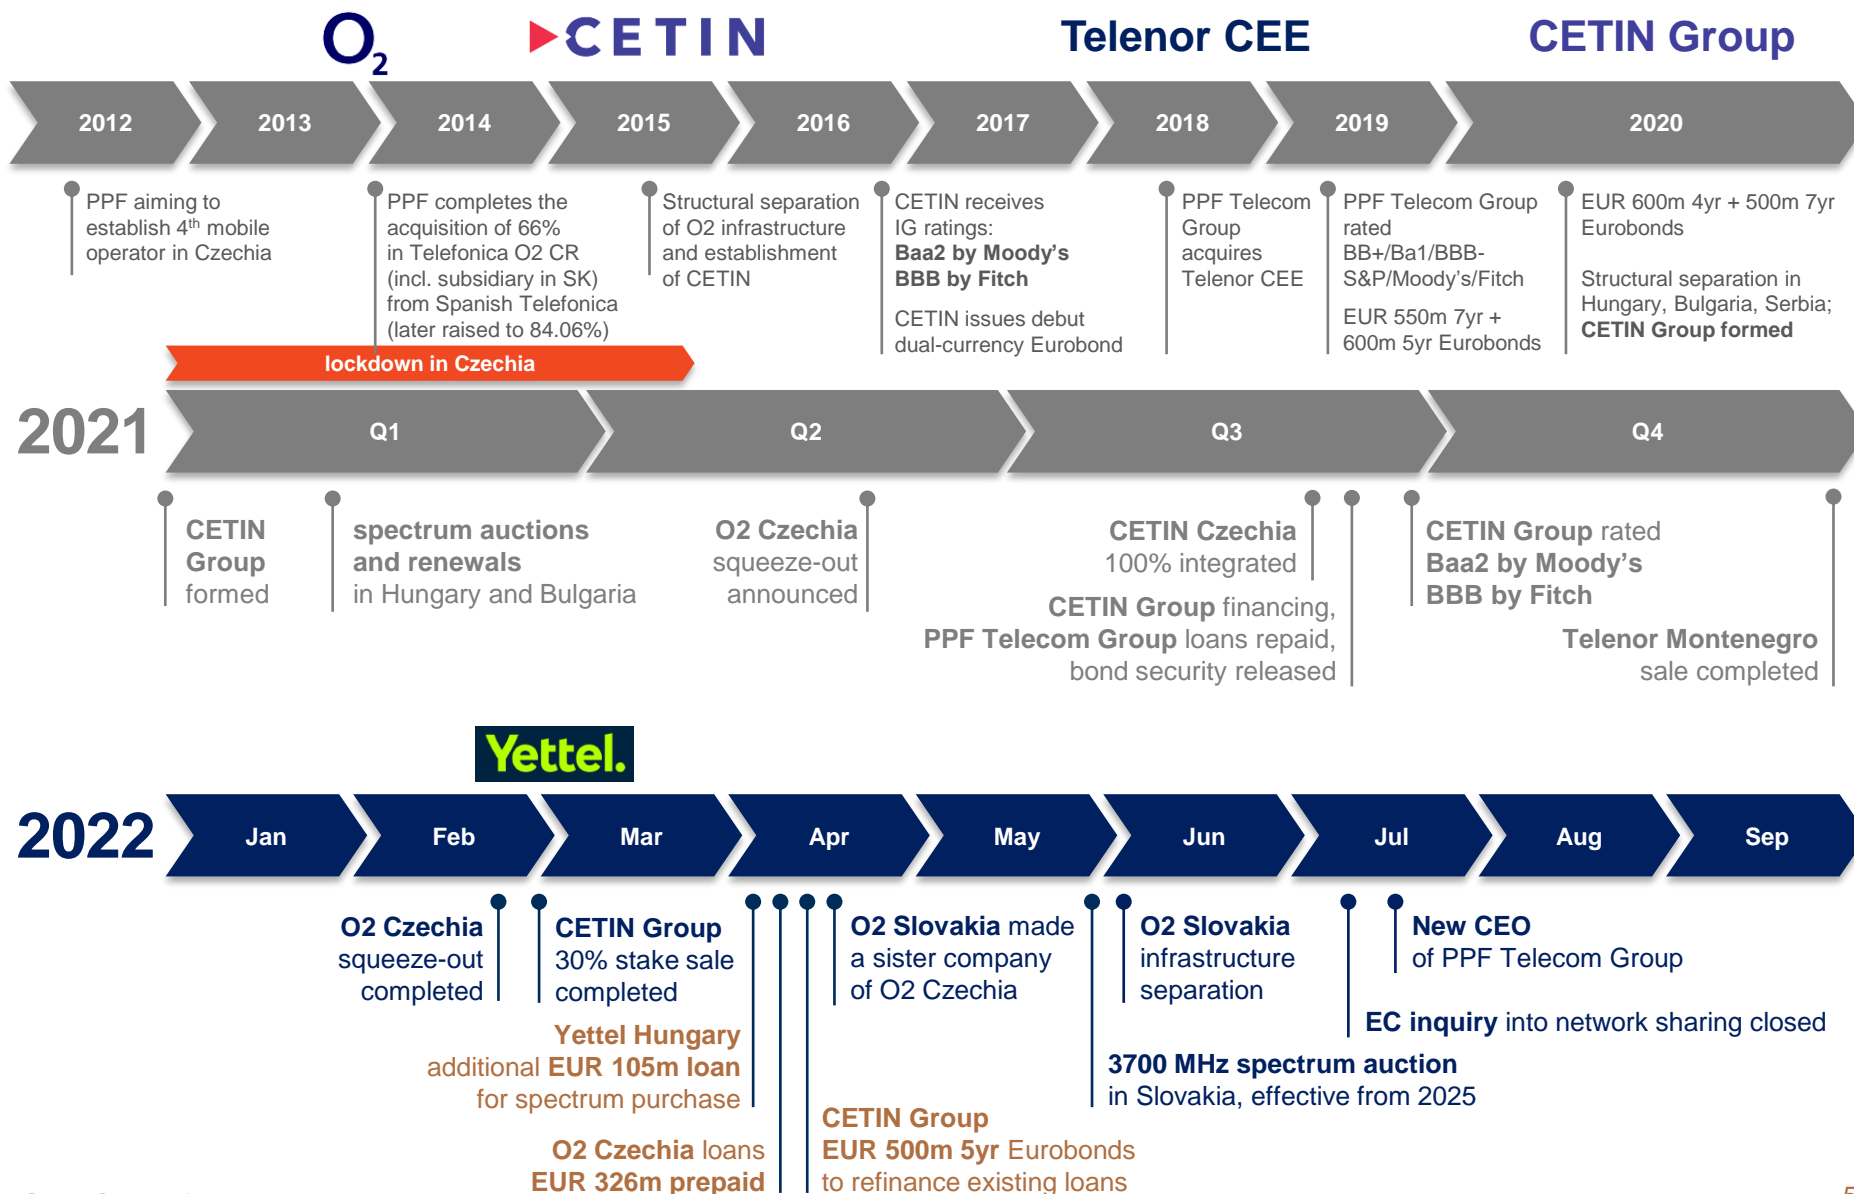 O2
CETIN
Telenor CEE
CETIN Group
2012
2013
2014
2015
2016
2017
2018
2019
2020
PPF aiming to
establish 4th mobile
operator in Czechia
PPF completes the
acquisition of 66%
in Telefonica O2 CR
(incl. subsidiary in SK)
from Spanish Telefonica
(later raised to 84.06%)
Structural separation
of O2 infrastructure
and establishment
of CETIN
CETIN receives
IG ratings:
Baa2 by Moody's
BBB by Fitch
CETIN issues debut
dual-currency Eurobond
PPF Telecom
Group
acquires
Telenor CEE
PPF Telecom Group
rated
BB+/Ba1/BBB-
S&P/Moody's/Fitch
EUR 550m 7yr +
600m 5yr Eurobonds
EUR 600m 4yr + 500m 7yr
Eurobonds
Structural separation in
Hungary, Bulgaria, Serbia;
CETIN Group formed
lockdown in Czechia
2021
Q1
Q2
Q3
Q4
CETIN
Group
formed
spectrum auctions
and renewals
in Hungary and Bulgaria
O2 Czechia
squeeze-out
announced
CETIN Czechia
100% integrated
CETIN Group financing,
PPF Telecom Group loans repaid,
bond security released
CETIN Group rated
Baa2 by Moody's
BBB by Fitch
Telenor Montenegro
sale completed
Yettel.
2022
Jan
Feb
Mar
Apr
May
Jun
Jul
Aug
Sep
O2 Czechia
squeeze-out
completed
CETIN Group
30% stake sale
completed
Yettel Hungary
additional EUR 105m loan
for spectrum purchase
O2 Czechia loans
EUR 326m prepaid
CETIN Group
EUR 500m 5yr Eurobonds
to refinance existing loans
O2 Slovakia made
a sister company
of O2 Czechia
3700 MHz spectrum auction
in Slovakia, effective from 2025
O2 Slovakia
infrastructure
separation
EC inquiry into network sharing closed
New CEO
of PPF Telecom Group